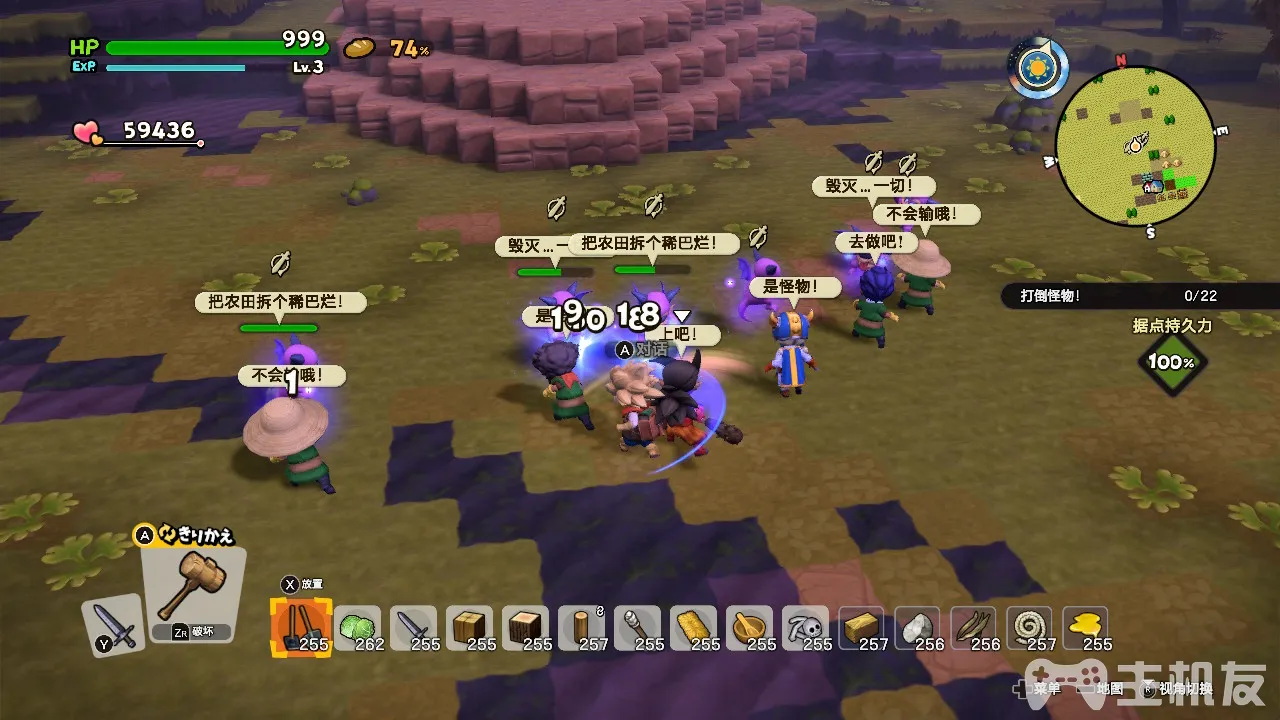 HP 999 74%
EXP Lv.3
59436
N
E
W
S
毁灭...一切！
不会输哦！
去做吧！
毁灭...一
把农田拆个稀巴烂！
是怪物！
把农田拆个稀巴烂！
是
190 188
上吧！
A 对话
不会 哦！
1
打倒怪物！ 0/22
据点持久力
100%
A きりかえ
Y
ZR 破坏
X 放置
8
255 262 255 255 255 257 255 255 255 255 257 256 256 257 255
菜单 地图 R 视角切换
主机友